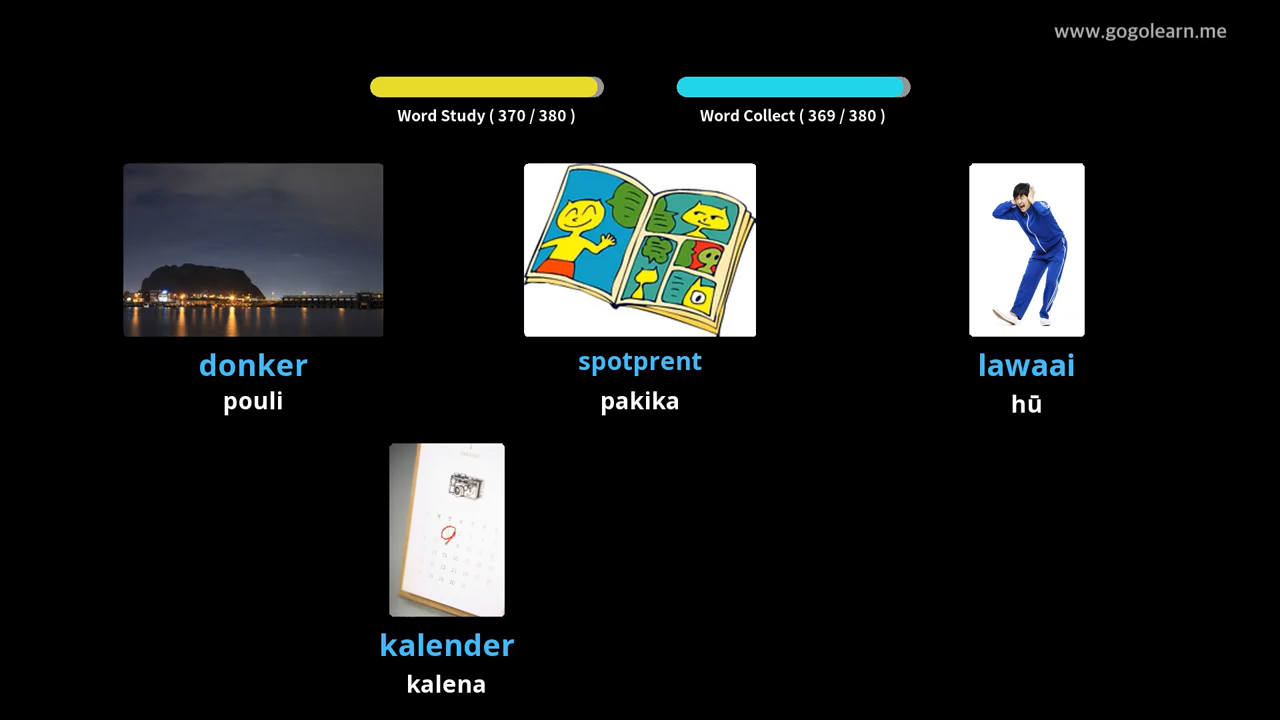 www.gogolearn.me
Word Study ( 370 / 380 )
Word Collect ( 369 / 380 )
donker
spotprent
lawaai
pouli
pakika
hū
kalender
kalena